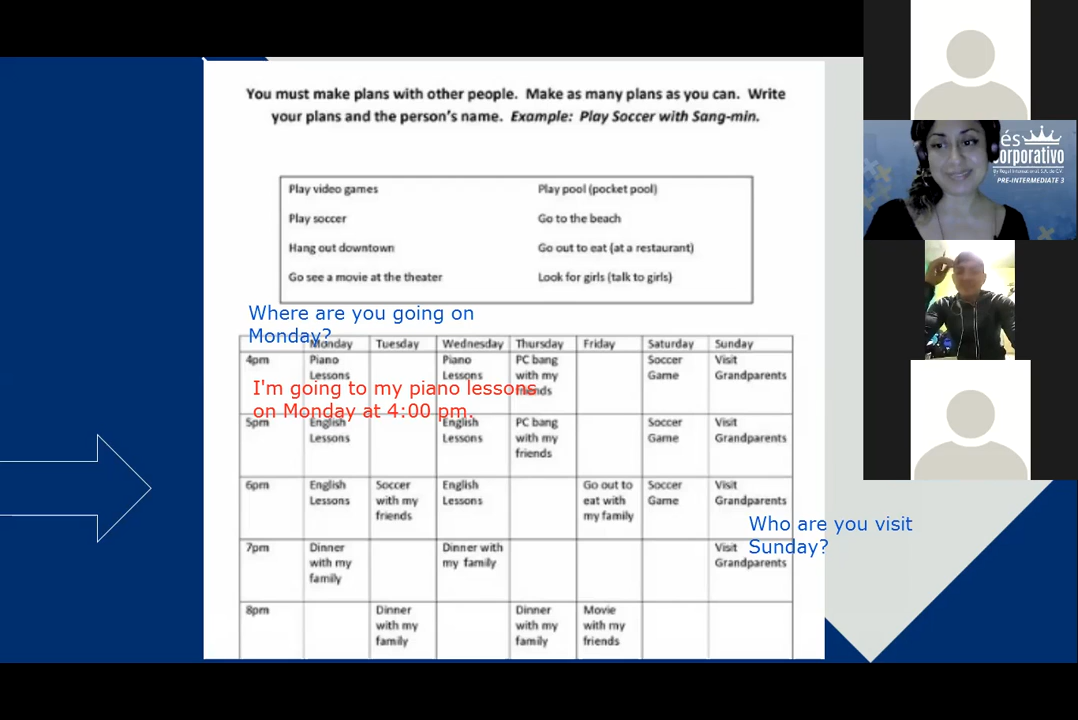 You must make plans with other people. Make as many plans as you can. Write
your plans and the person's name. Example: Play Soccer with Sang-min.
Play video games Play pool (pocket pool)
Play soccer Go to the beach
Hang out downtown Go out to eat (at a restaurant)
Go see a movie at the theater Look for girls (talk to girls)
Where are you going on
Monday?
Monday Tuesday Wednesday Thursday Friday Saturday Sunday
4pm Piano Piano PC bang Soccer Visit
Lessons Lessons with my Game Grandparents
friends
I'm going to my piano lessons
on Monday at 4:00 pm.
5pm English English PC bang Soccer Visit
Lessons Lessons with my Game Grandparents
friends
6pm English Soccer English Go out to Soccer Visit
Lessons with my Lessons eat with Game Grandparents
friends my family
Who are you visit
Sunday?
7pm Dinner Dinner with Visit
with my my family Grandparents
family
8pm Dinner Dinner Movie
with my with my with my
family family friends
és
corporativo
By Regal International, S.A. de C.V.
PRE-INTERMEDIATE 3